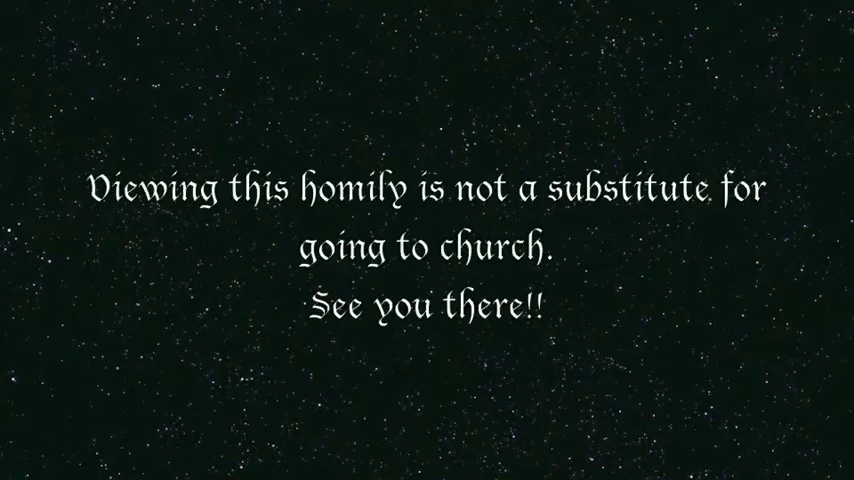 Viewing this homily is not a substitute for
going to church.
See you there!!